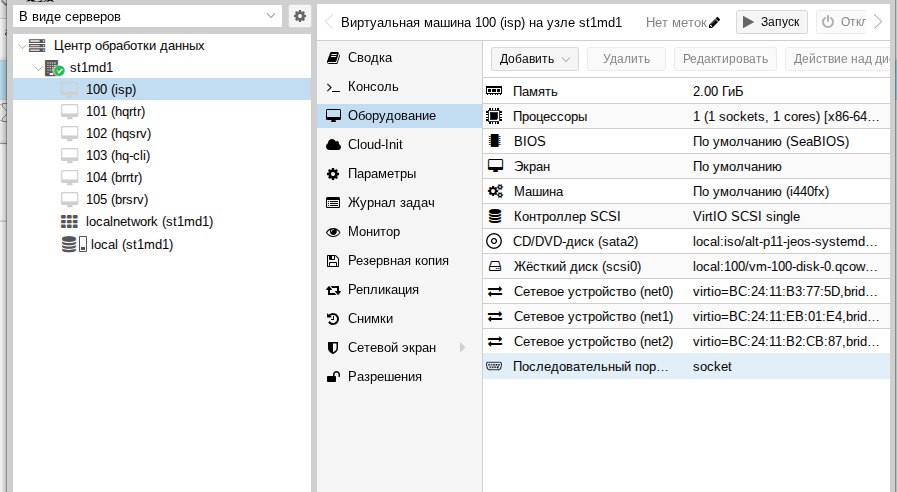 В виде серверов
Центр обработки данных
st1md1
100 (isp)
101 (hqrtr)
102 (hqsrv)
103 (hq-cli)
104 (brrtr)
105 (brsrv)
localnetwork (st1md1)
local (st1md1)
Виртуальная машина 100 (isp) на узле st1md1 Нет меток Запуск Откл
Сводка
Консоль
Оборудование
Cloud-Init
Параметры
Журнал задач
Монитор
Резервная копия
Репликация
Снимки
Сетевой экран
Разрешения
Добавить Удалить Редактировать Действие над ди
Память 2.00 ГиБ
Процессоры 1 (1 sockets, 1 cores) [x86-64…
BIOS По умолчанию (SeaBIOS)
Экран По умолчанию
Машина По умолчанию (i440fx)
Контроллер SCSI VirtIO SCSI single
CD/DVD-диск (sata2) local:iso/alt-p11-jeos-systemd…
Жёсткий диск (scsi0) local:100/vm-100-disk-0.qcow…
Сетевое устройство (net0) virtio=BC:24:11:B3:77:5D,brid…
Сетевое устройство (net1) virtio=BC:24:11:EB:01:E4,brid…
Сетевое устройство (net2) virtio=BC:24:11:B2:CB:87,brid…
Последовательный пор… socket